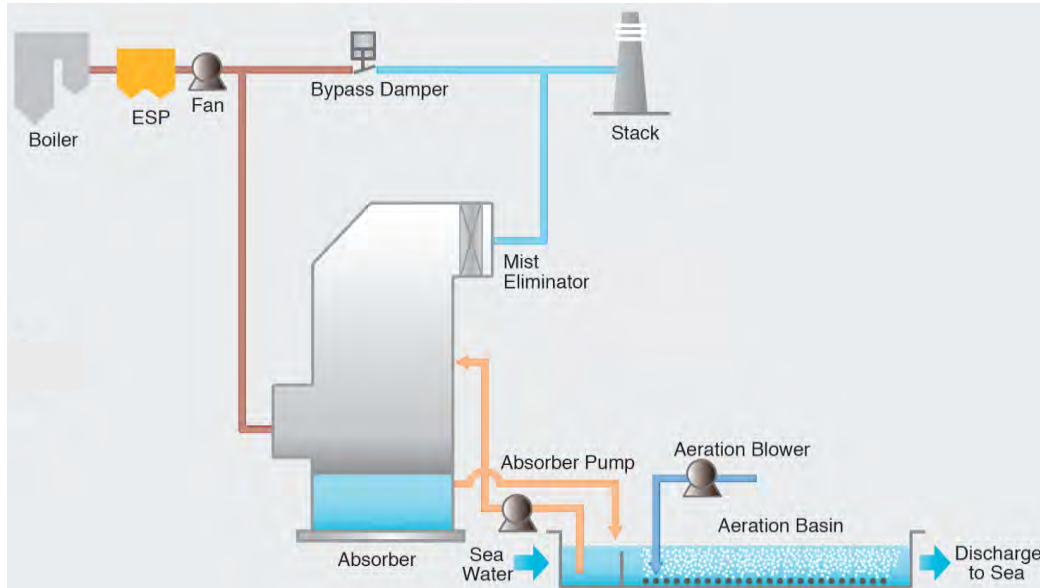 Boiler
ESP
Fan
Bypass Damper
Stack
Mist
Eliminator
Absorber Pump
Aeration Blower
Aeration Basin
Absorber
Sea
Water
Discharge
to Sea